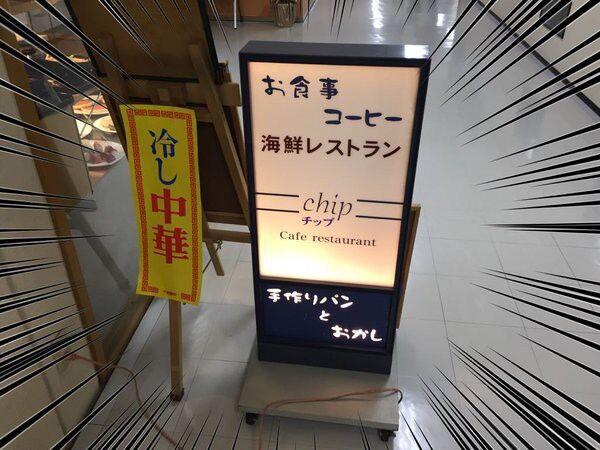 冷し中華
お食事
コーヒー
海鮮レストラン
chip
チップ
Cafe restaurant
手作りパン
と
おかし